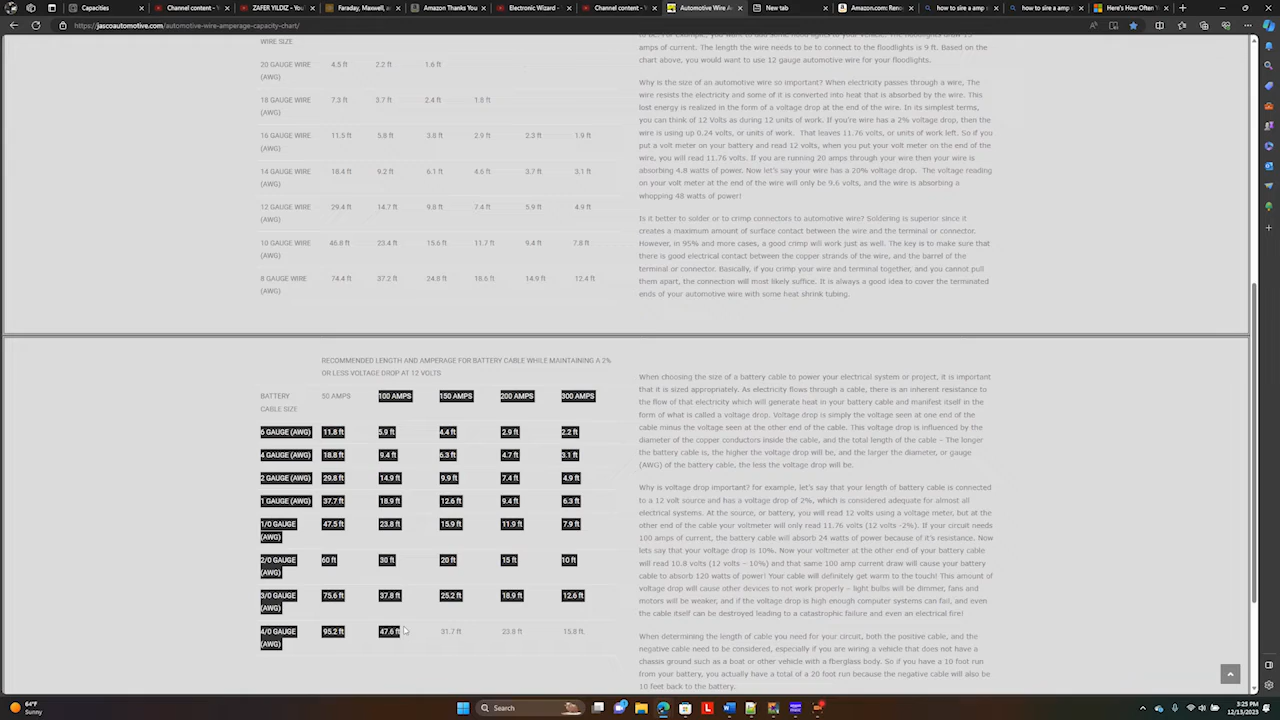 Capacities
Channel content -
ZAFER YILDIZ - You
Faraday, Maxwell, a
Amazon Thanks You
Electronic Wizard -
Channel content - Y
Automotive Wire A
New tab
Amazon.com: Reno
how to sire a smp s
how to sire a smp s
Here's How Often Y
https://jascoautomotive.com/automotive-wire-amperage-capacity-chart/
WIRE SIZE
20 GAUGE WIRE (AWG) 4.5 ft 2.2 ft 1.6 ft
18 GAUGE WIRE (AWG) 7.3 ft 3.7 ft 2.4 ft 1.8 ft
16 GAUGE WIRE (AWG) 11.5 ft 5.8 ft 3.8 ft 2.9 ft 2.3 ft 1.9 ft
14 GAUGE WIRE (AWG) 18.4 ft 9.2 ft 6.1 ft 4.6 ft 3.7 ft 3.1 ft
12 GAUGE WIRE (AWG) 29.4 ft 14.7 ft 9.8 ft 7.4 ft 5.9 ft 4.9 ft
10 GAUGE WIRE (AWG) 46.8 ft 23.4 ft 15.6 ft 11.7 ft 9.4 ft 7.8 ft
8 GAUGE WIRE (AWG) 74.4 ft 37.2 ft 24.8 ft 18.6 ft 14.9 ft 12.4 ft
amps of current. The length the wire needs to be to connect to the floodlights is 9 ft. Based on the
chart above, you would want to use 12 gauge automotive wire for your floodlights.
Why is the size of an automotive wire so important? When electricity passes through a wire, The
wire resists the electricity and some of it is converted into heat that is absorbed by the wire. This
lost energy is realized in the form of a voltage drop at the end of the wire. In its simplest terms,
you can think of 12 Volts as during 12 units of work. If you're wire has a 2% voltage drop, then the
wire is using up 0.24 volts, or units of work. That leaves 11.76 volts, or units of work left. So if you
put a volt meter on your battery and read 12 volts, when you put your volt meter on the end of the
wire, you will read 11.76 volts. If you are running 20 amps through your wire then your wire is
absorbing 4.8 watts of power. Now let's say your wire has a 20% voltage drop. The voltage reading
on your volt meter at the end of the wire will only be 9.6 volts, and the wire is absorbing a
whopping 48 watts of power!
Is it better to solder or to crimp connectors to automotive wire? Soldering is superior since it
creates a maximum amount of surface contact between the wire and the terminal or connector.
However, in 95% and more cases, a good crimp will work just as well. The key is to make sure that
there is good electrical contact between the copper strands of the wire, and the barrel of the
terminal or connector. Basically, if you crimp your wire and terminal together, and you cannot pull
them apart, the connection will most likely suffice. It is always a good idea to cover the terminated
ends of your automotive wire with some heat shrink tubing.
RECOMMENDED LENGTH AND AMPERAGE FOR BATTERY CABLE WHILE MAINTAINING A 2%
OR LESS VOLTAGE DROP AT 12 VOLTS
BATTERY CABLE SIZE 50 AMPS 100 AMPS 150 AMPS 200 AMPS 300 AMPS
6 GAUGE (AWG) 11.8 ft 5.9 ft 4.4 ft 2.9 ft 2.2 ft
4 GAUGE (AWG) 18.8 ft 9.4 ft 6.3 ft 4.7 ft 3.1 ft
2 GAUGE (AWG) 29.8 ft 14.9 ft 9.9 ft 7.4 ft 4.9 ft
1 GAUGE (AWG) 37.7 ft 18.9 ft 12.6 ft 9.4 ft 6.3 ft
1/0 GAUGE (AWG) 47.5 ft 23.8 ft 15.9 ft 11.9 ft 7.9 ft
2/0 GAUGE (AWG) 60 ft 30 ft 20 ft 15 ft 10 ft
3/0 GAUGE (AWG) 75.6 ft 37.8 ft 25.2 ft 18.9 ft 12.6 ft
4/0 GAUGE (AWG) 95.2 ft 47.6 ft 31.7 ft 23.8 ft 15.8 ft.
When choosing the size of a battery cable to power your electrical system or project, it is important
that it is sized appropriately. As electricity flows through a cable, there is an inherent resistance to
the flow of that electricity which will generate heat in your battery cable and manifest itself in the
form of what is called a voltage drop. Voltage drop is simply the voltage seen at one end of the
cable minus the voltage seen at the other end of the cable. This voltage drop is influenced by the
diameter of the copper conductors inside the cable, and the total length of the cable – The longer
the battery cable is, the higher the voltage drop will be, and the larger the diameter, or gauge
(AWG) of the battery cable, the less the voltage drop will be.
Why is voltage drop important? for example, let's say that your length of battery cable is connected
to a 12 volt source and has a voltage drop of 2%, which is considered adequate for almost all
electrical systems. At the source, or battery, you will read 12 volts using a voltage meter, but at the
other end of the cable your voltmeter will only read 11.76 volts (12 volts -2%). If your circuit needs
100 amps of current, the battery cable will absorb 24 watts of power because of it's resistance. Now
lets say that your voltage drop is 10%. Now your voltmeter at the other end of your battery cable
will read 10.8 volts (12 volts – 10%) and that same 100 amp current draw will cause your battery
cable to absorb 120 watts of power! Your cable will definitely get warm to the touch! This amount of
voltage drop will cause other devices to not work properly – light bulbs will be dimmer, fans and
motors will be weaker, and if the voltage drop is high enough computer systems can fail, and even
the cable itself can be destroyed leading to a catastrophic failure and even an electrical fire!
When determining the length of cable you need for your circuit, both the positive cable, and the
negative cable need to be considered, especially if you are wiring a vehicle that does not have a
chassis ground such as a boat or other vehicle with a fiberglass body. So if you have a 10 foot run
from your battery, you actually have a total of a 20 foot run because the negative cable will also be
10 feet back to the battery.
64°F
Sunny
Search
3:25 PM
12/13/2023